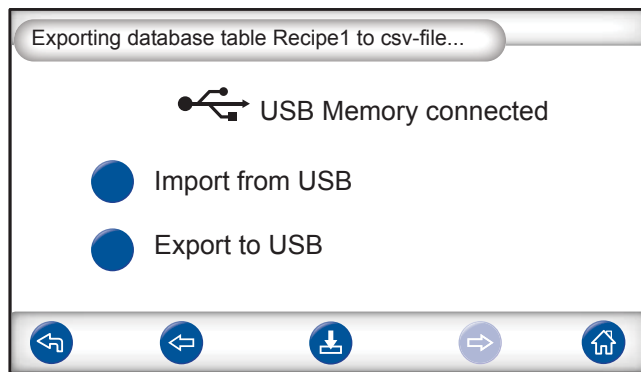 Exporting database table Recipe1 to csv-file...
USB Memory connected
Import from USB
Export to USB